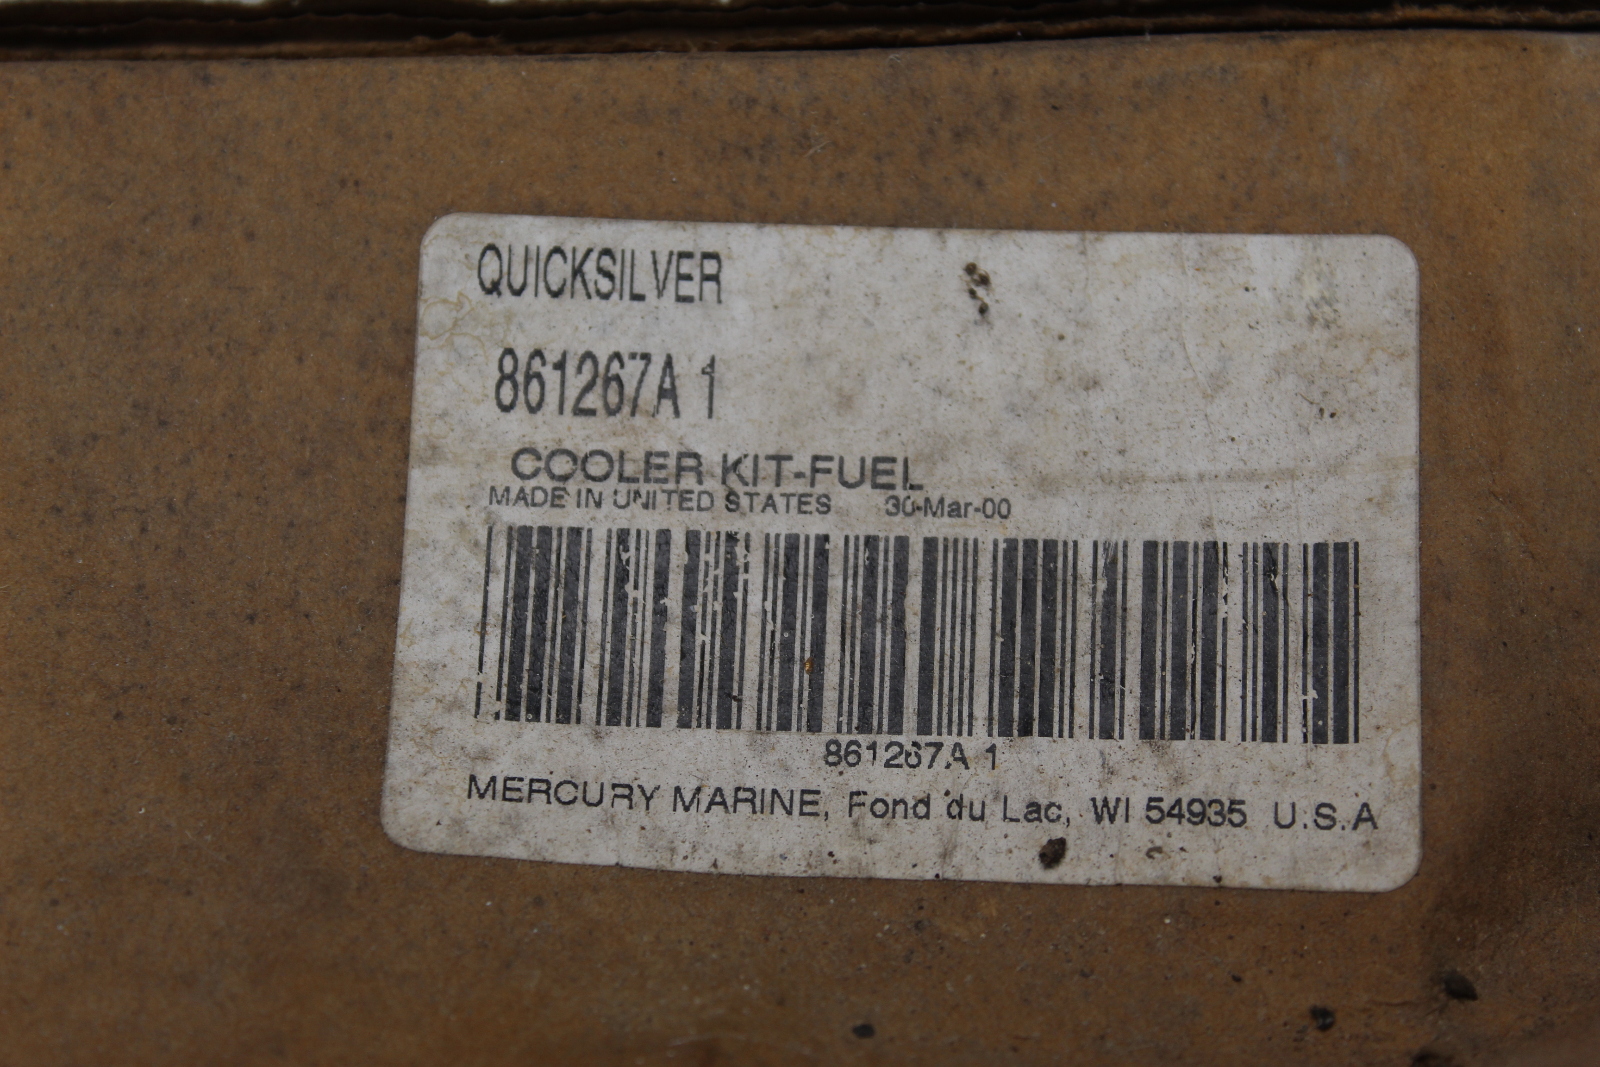 QUICKSILVER
861267A 1
COOLER KIT-FUEL
MADE IN UNITED STATES 30-Mar-00
861267A 1
MERCURY MARINE, Fond du Lac, WI 54935 U.S.A